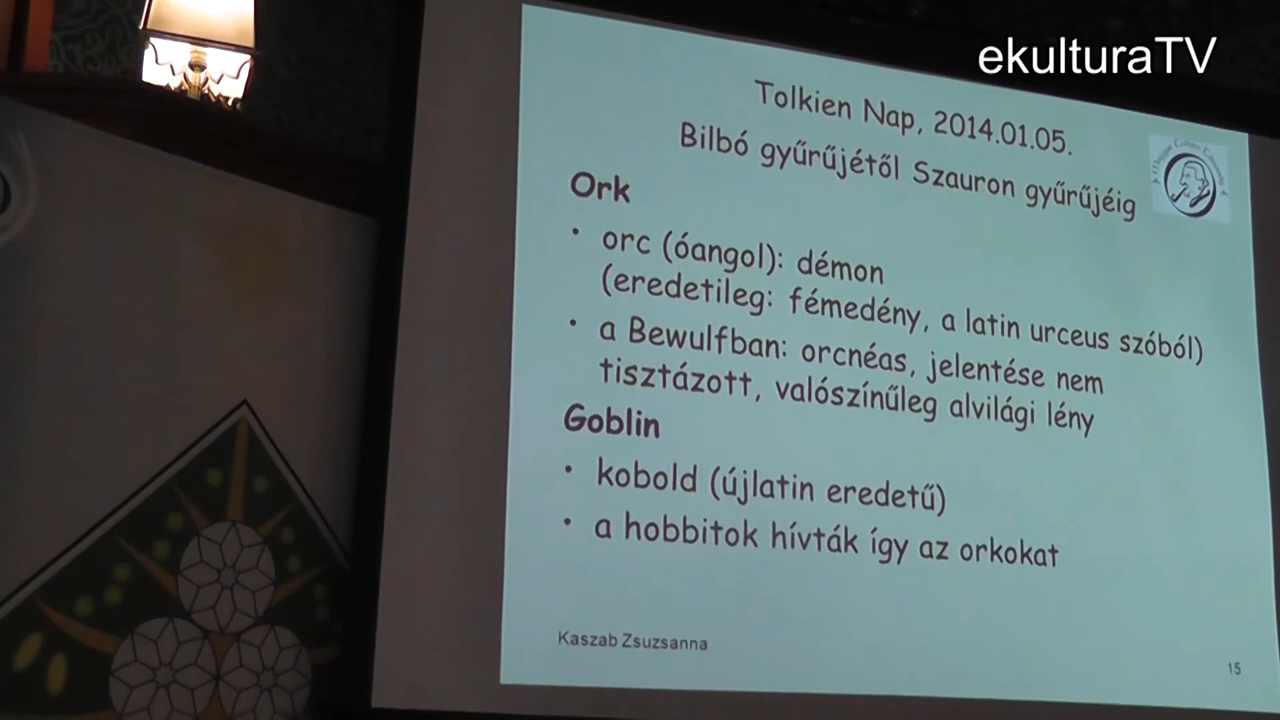 ekulturaTV
Tolkien Nap, 2014.01.05.
Bilbó gyűrűjétől Szauron gyűrűjéig
Ork
• orc (óangol): démon
(eredetileg: fémedény, a latin urceus szóból)
• a Bewulfban: orcnéas, jelentése nem
tisztázott, valószínűleg alvilági lény
Goblin
• kobold (újlatin eredetű)
• a hobbitok hívták így az orkokat
Kaszab Zsuzsanna
15